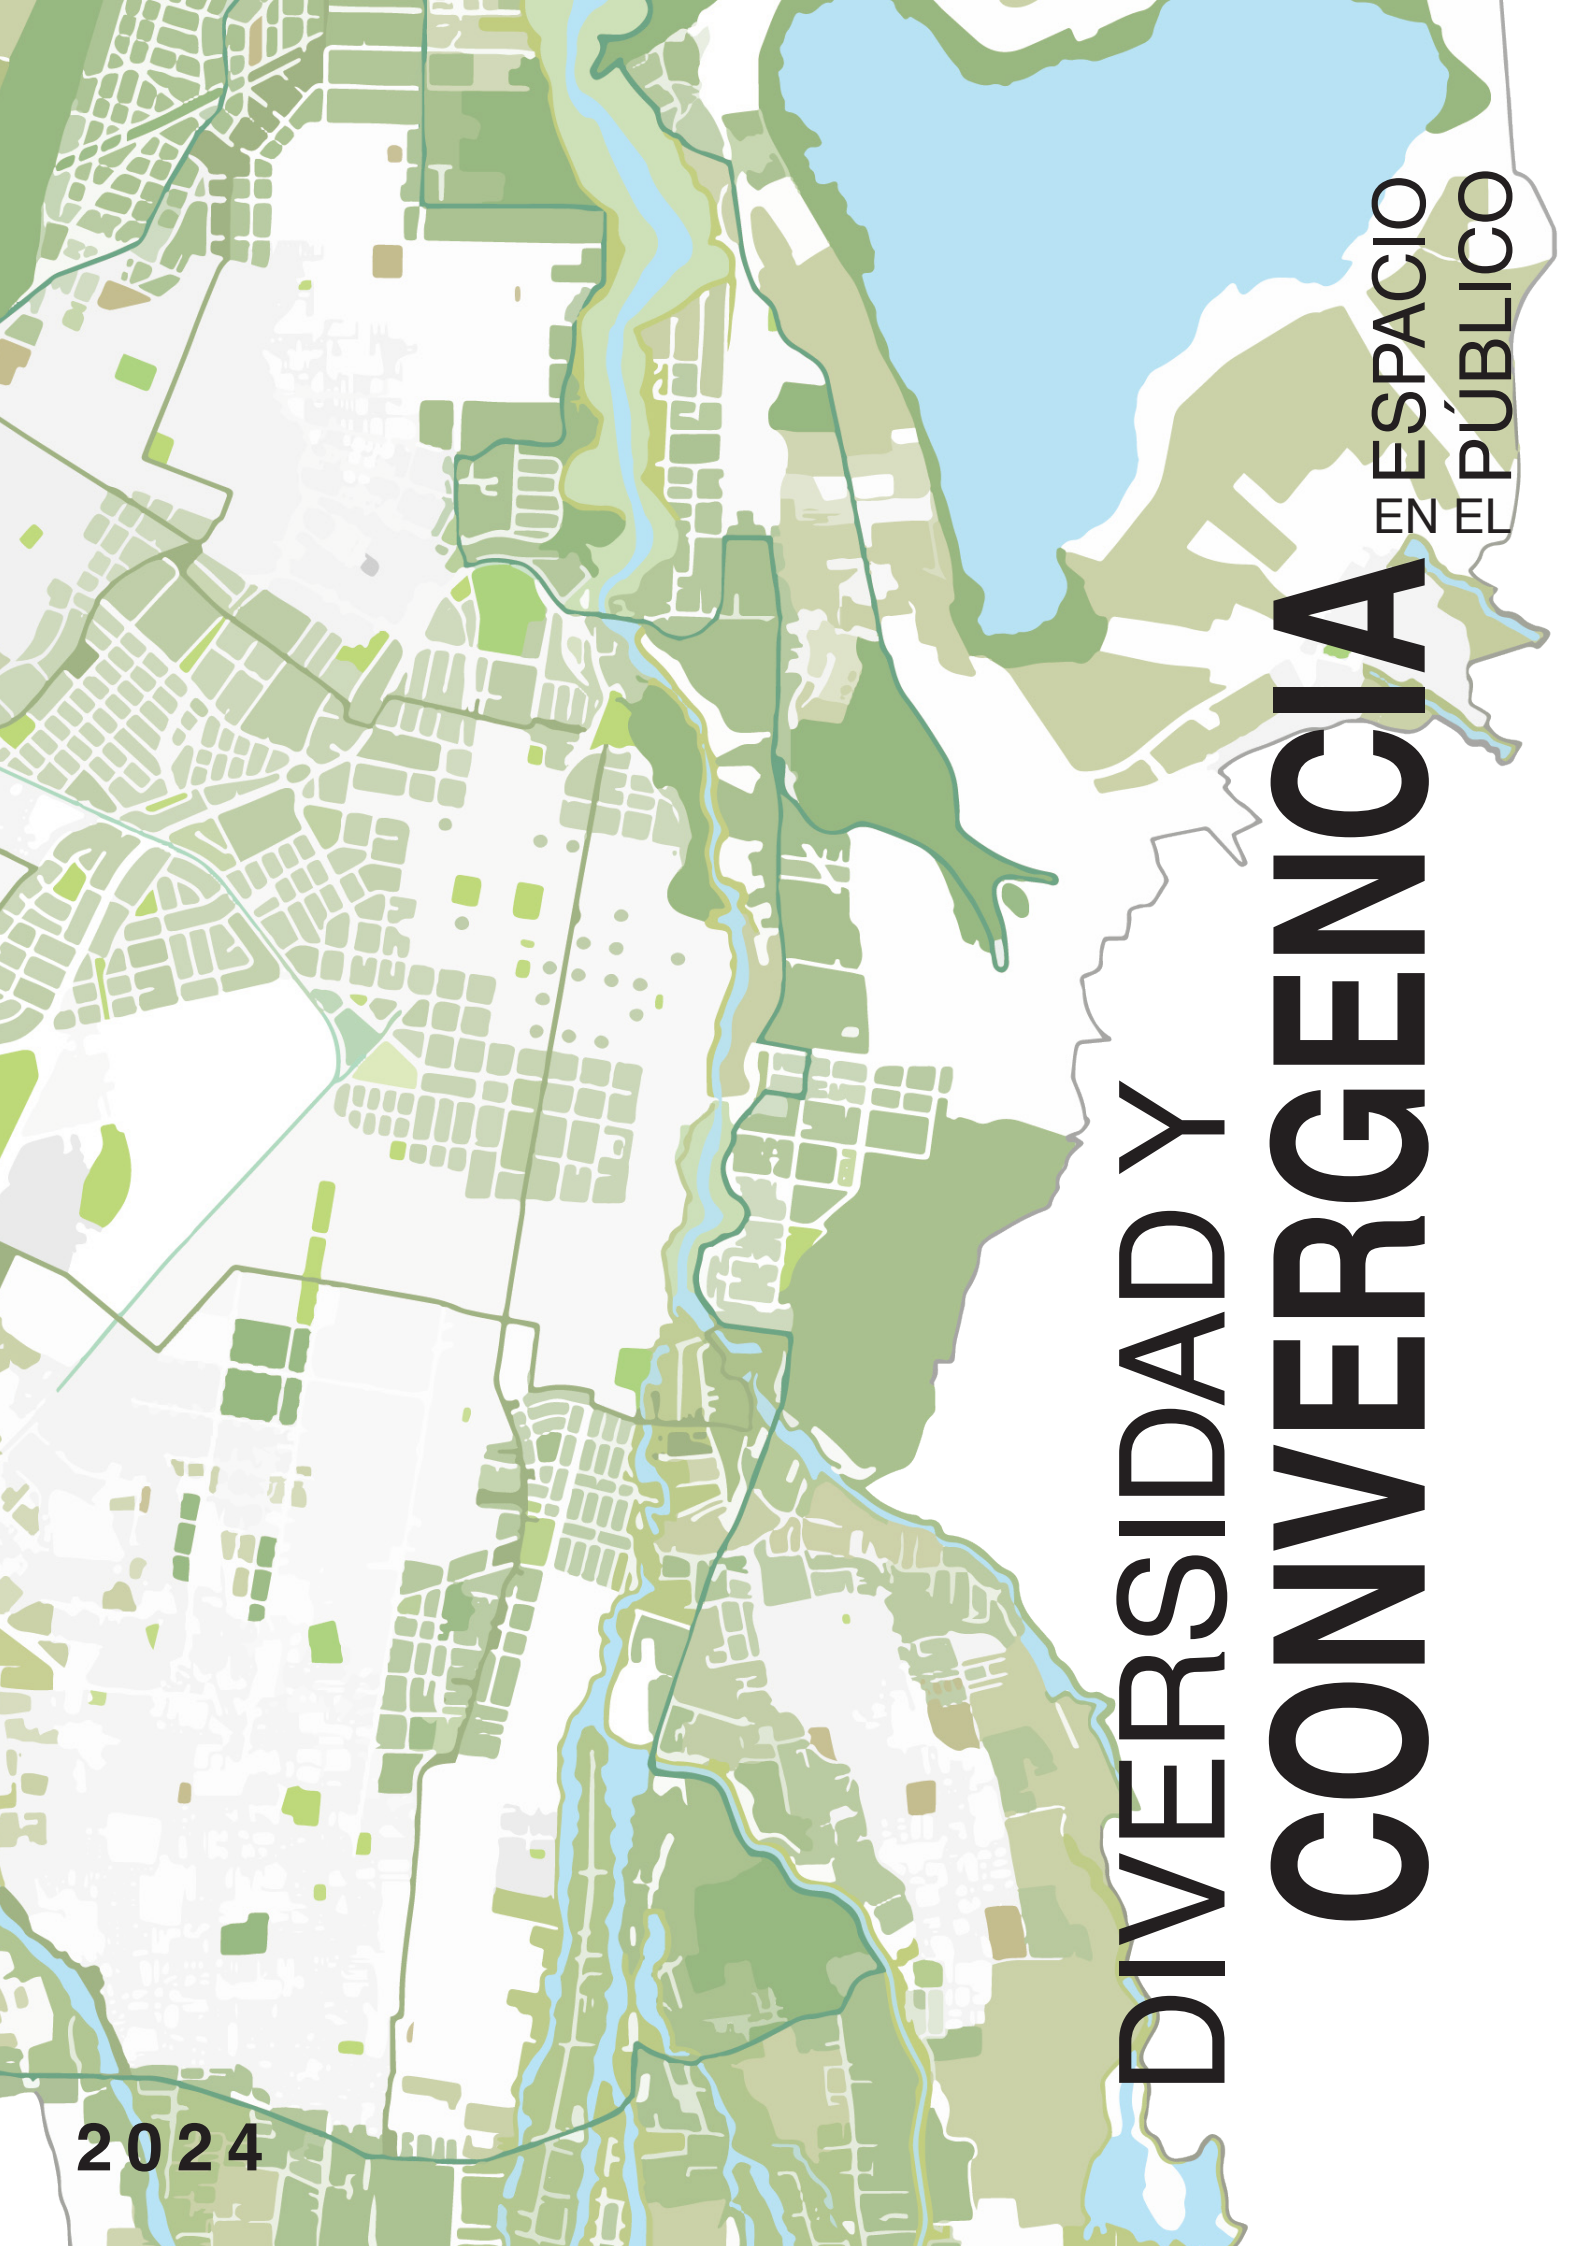 DIVERSIDAD Y
CONVERGENCIA
EN EL
ESPACIO
PÚBLICO
2024